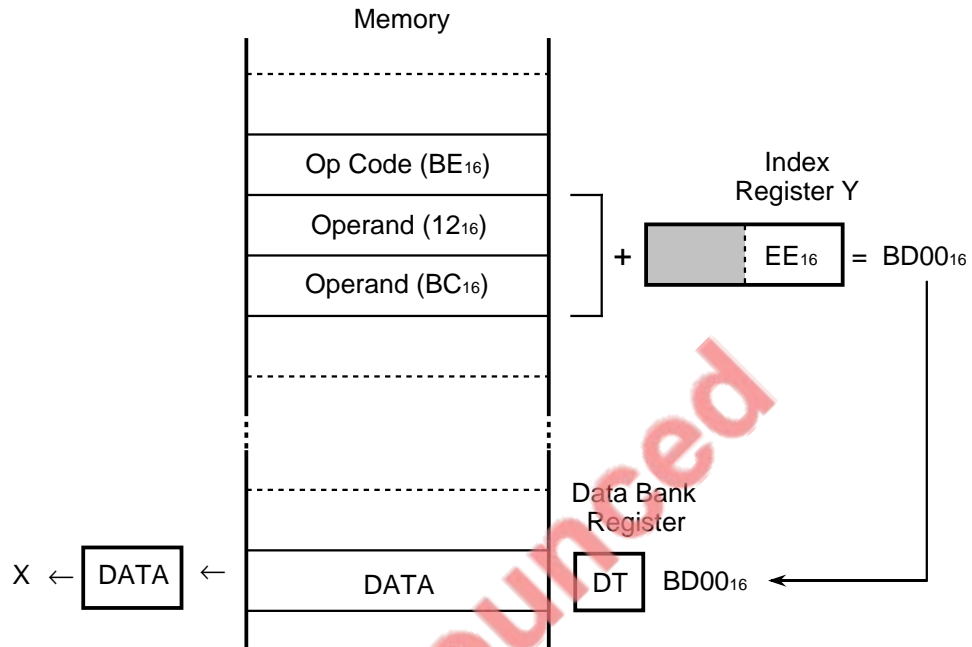 Memory
Op Code (BE16)
Index
Register Y
Operand (1216)
+ EE16 = BD0016
Operand (BC16)
Data Bank
Register
X ← DATA ← DATA DT BD0016
ounced